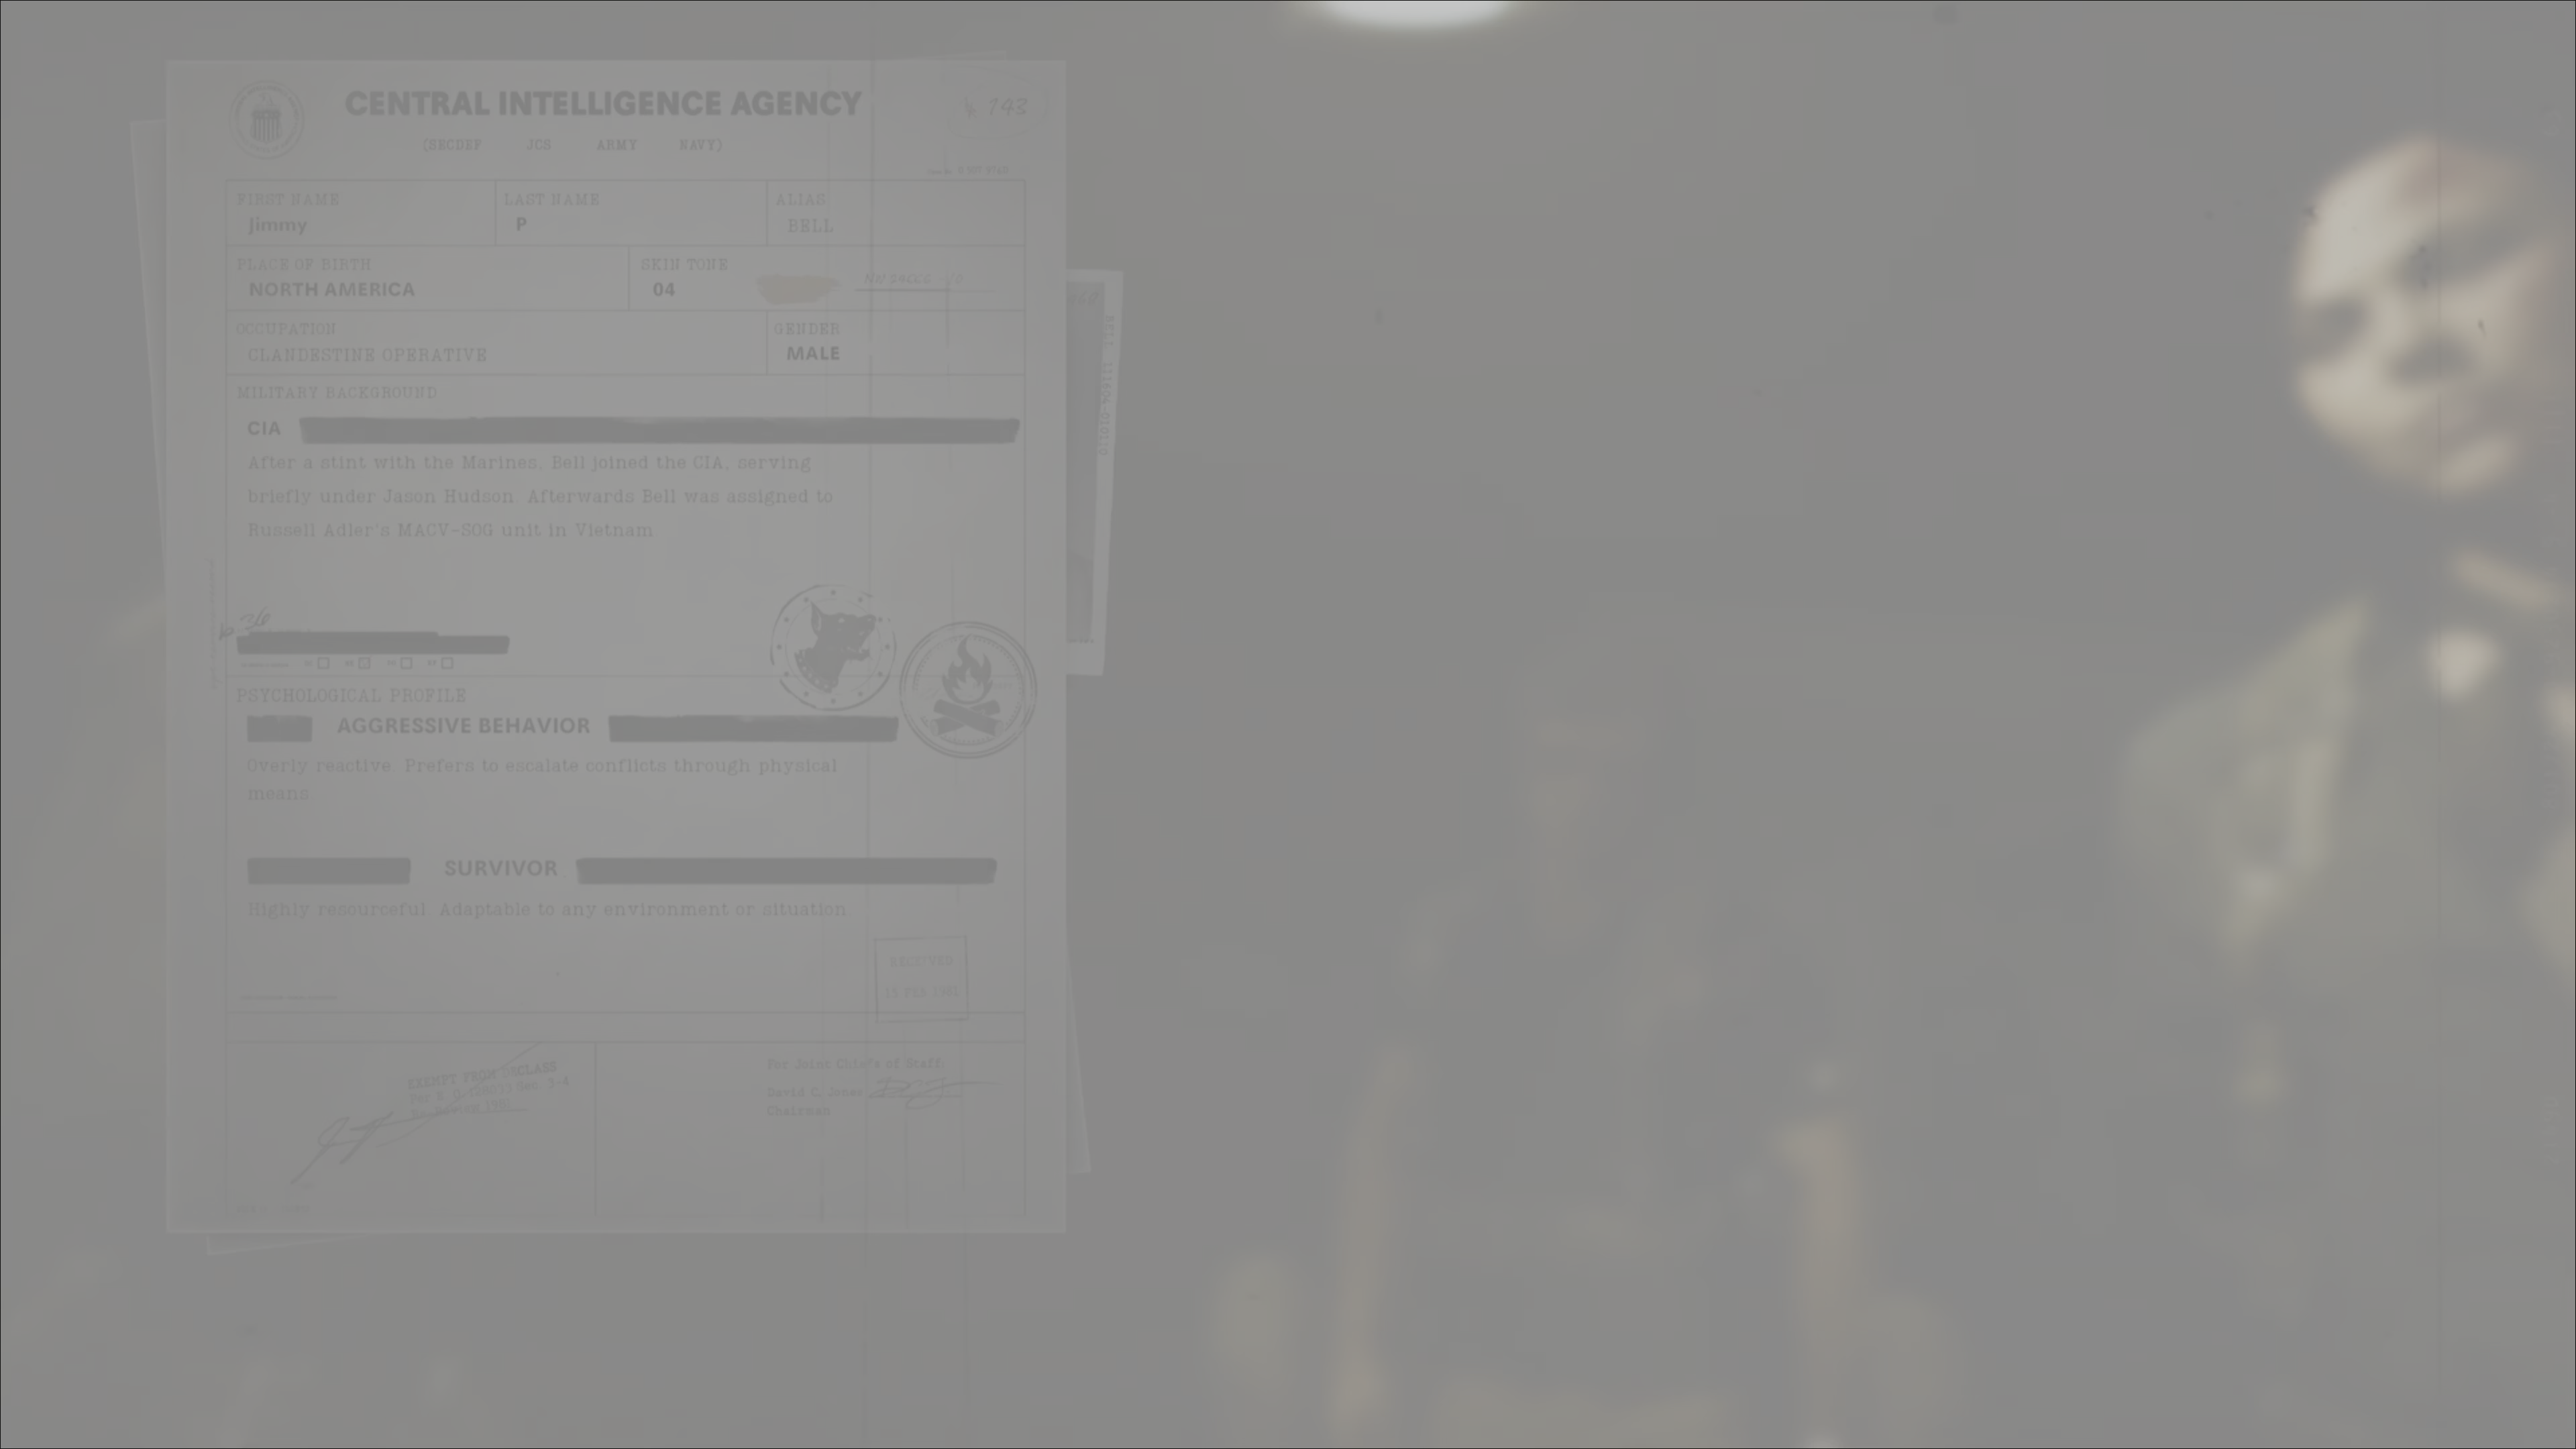 CENTRAL INTELLIGENCE AGENCY
143
(SECDEF JCS ARMY NAVY)
FIRST NAME LAST NAME ALIAS
Jimmy P BELL
PLACE OF BIRTH SKIN TONE
NORTH AMERICA 04
OCCUPATION GENDER
CLANDESTINE OPERATIVE MALE
MILITARY BACKGROUND
CIA
After a stint with the Marines, Bell joined the CIA, serving
briefly under Jason Hudson. Afterwards Bell was assigned to
Russell Adler's MACV-SOG unit in Vietnam
36
PSYCHOLOGICAL PROFILE
AGGRESSIVE BEHAVIOR
Overly reactive. Prefers to escalate conflicts through physical
means
SURVIVOR
Highly resourceful. Adaptable to any environment or situation
RECEIVED
EXEMPT FROM DECLASS
For Joint Chiefs of Staff:
David C. Jones
Chairman